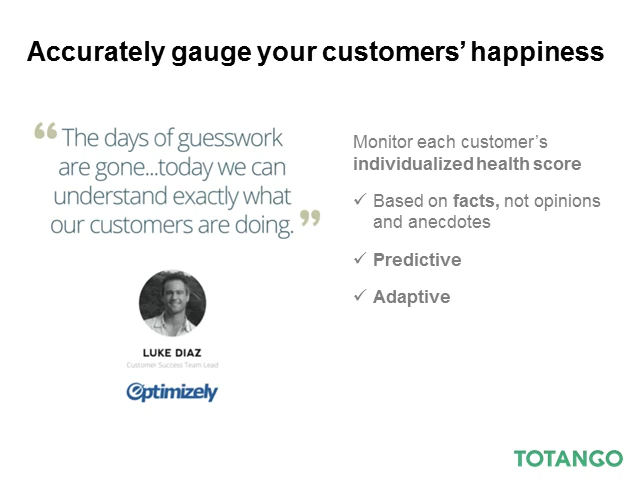 Accurately gauge your customers’ happiness
“The days of guesswork
are gone...today we can
understand exactly what
our customers are doing.”
LUKE DIAZ
Customer Success Team Lead
Optimizely
Monitor each customer’s
individualized health score
✓ Based on facts, not opinions
and anecdotes
✓ Predictive
✓ Adaptive
TOTANGO